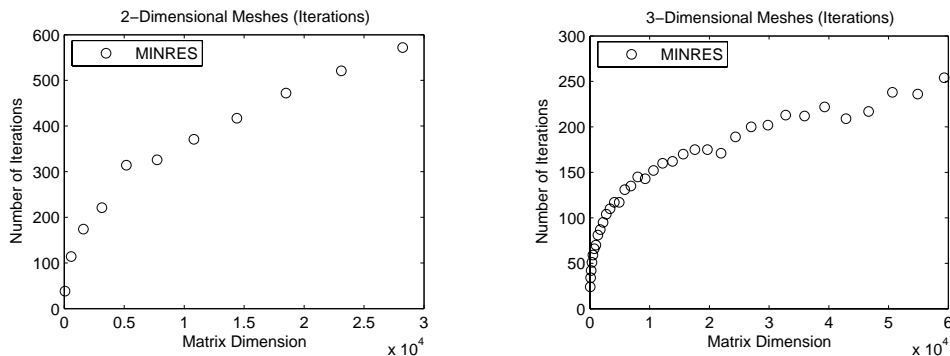 2−Dimensional Meshes (Iterations)
600
500
400
300
200
100
0
Number of Iterations
MINRES
0
0.5
1
1.5
2
2.5
3
Matrix Dimension
x 10^4
3−Dimensional Meshes (Iterations)
300
250
200
150
100
50
0
Number of Iterations
MINRES
0
1
2
3
4
5
6
Matrix Dimension
x 10^4